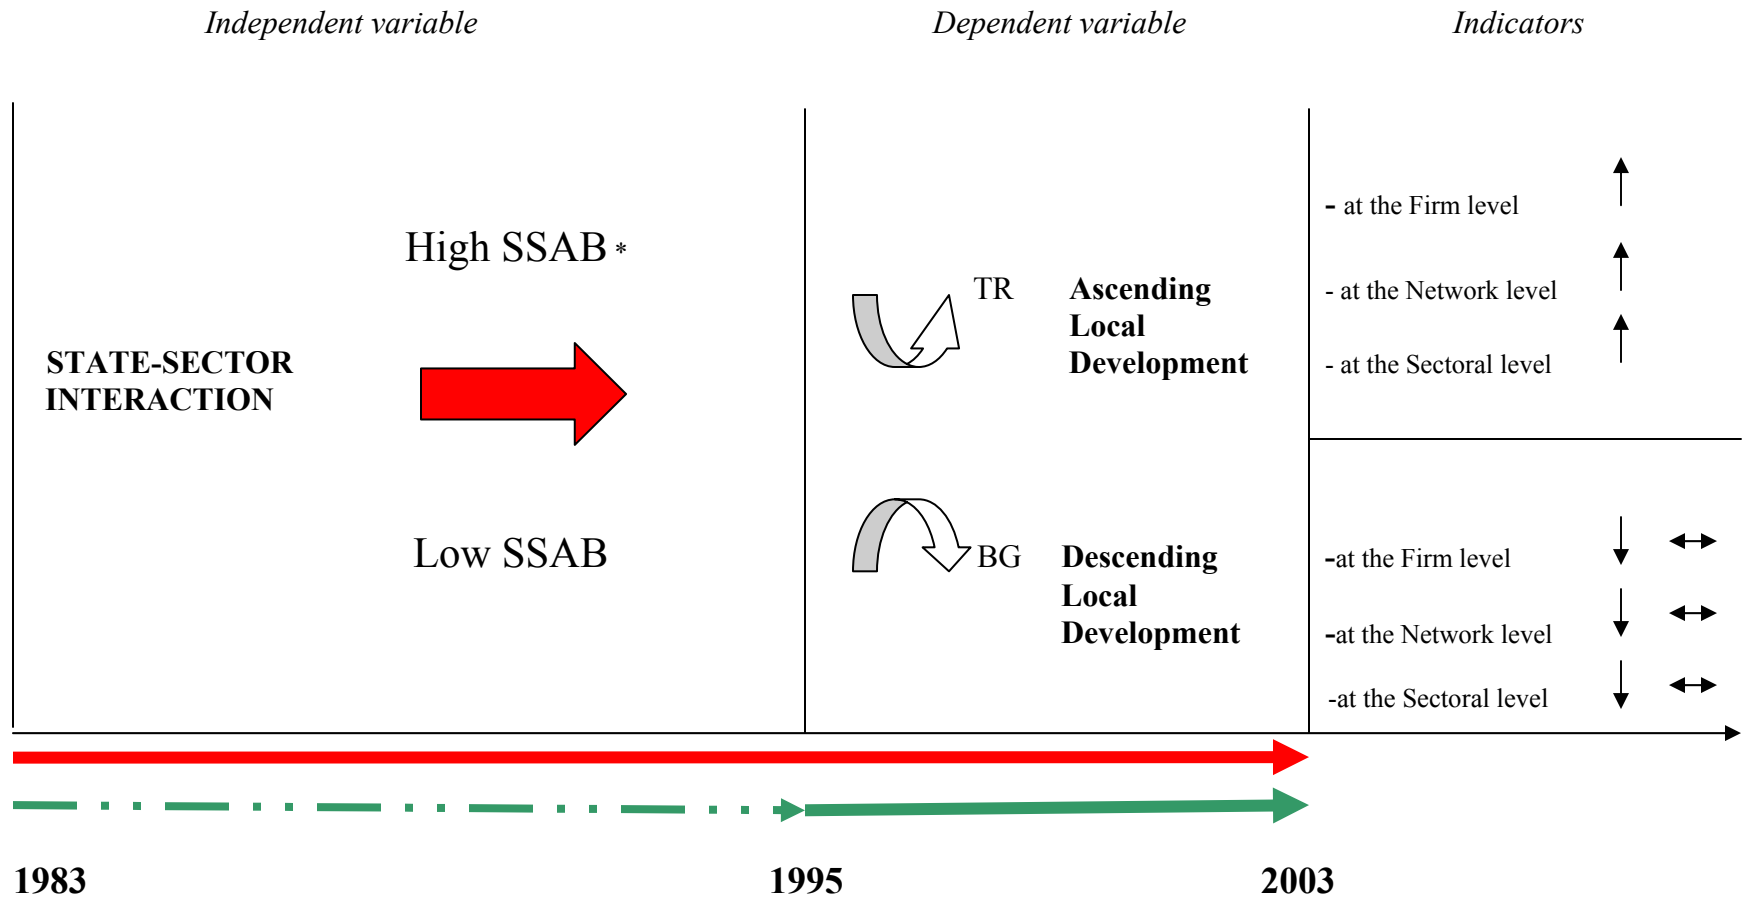 Independent variable
Dependent variable
Indicators
High SSAB *
STATE-SECTOR
INTERACTION
Low SSAB
TR
Ascending
Local
Development
BG
Descending
Local
Development
- at the Firm level
- at the Network level
- at the Sectoral level
-at the Firm level
-at the Network level
-at the Sectoral level
1983
1995
2003